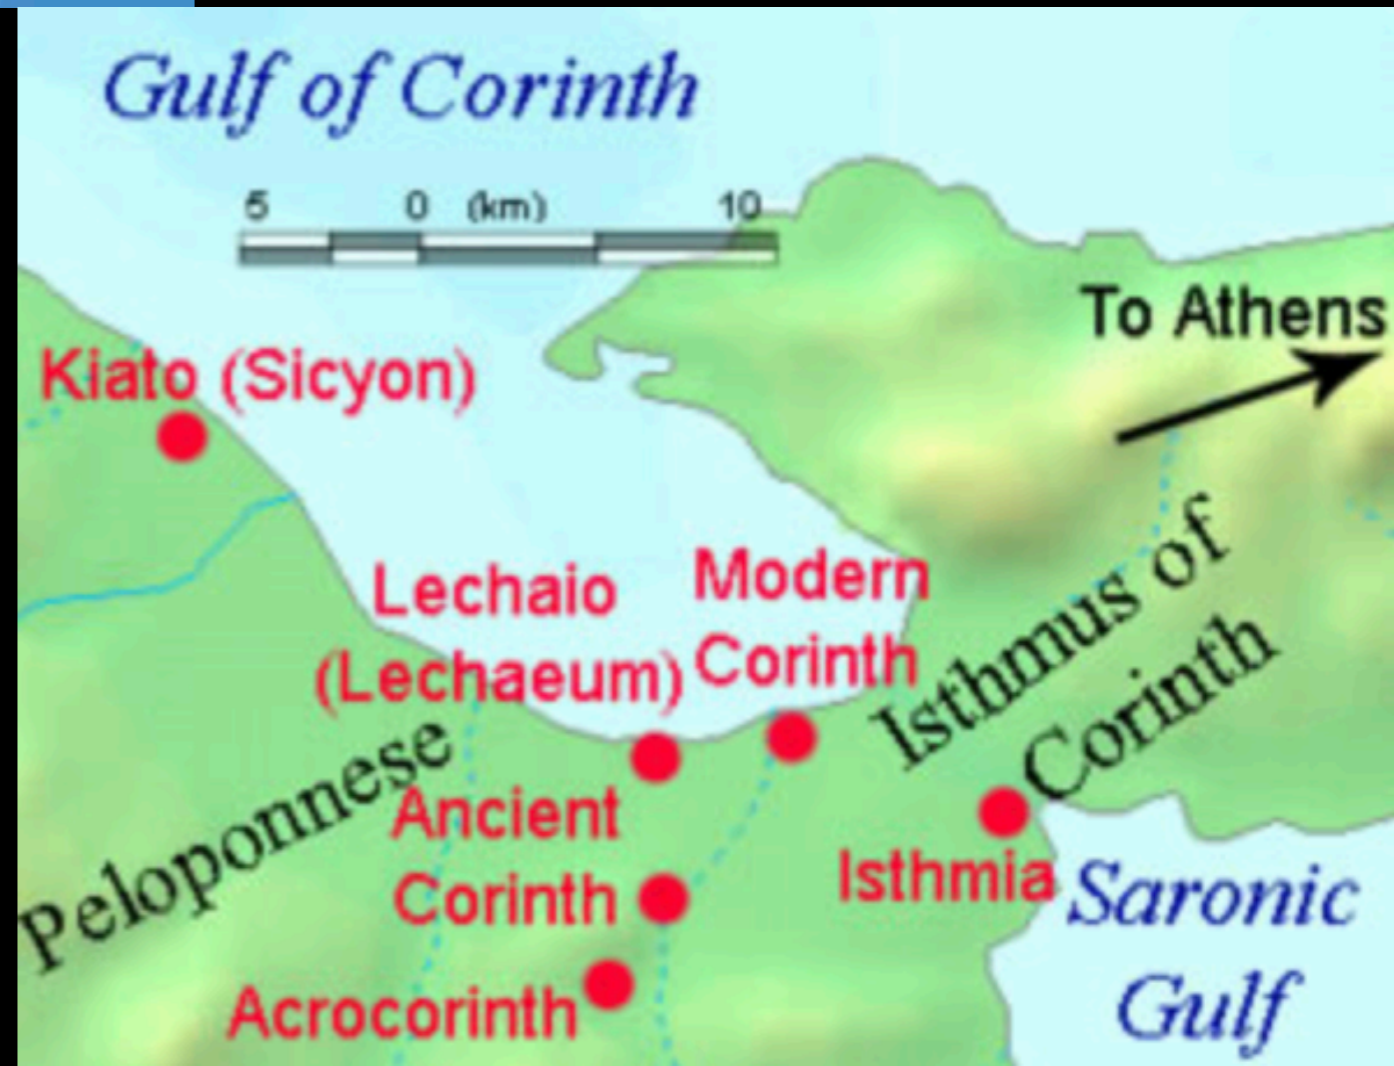 Gulf of Corinth
5 0 (km) 10
To Athens
Kiato (Sicyon)
Lechaio
(Lechaeum)
Modern
Corinth
Isthmus of
Corinth
Peloponnese
Ancient
Corinth
Isthmia
Saronic
Gulf
Acrocorinth